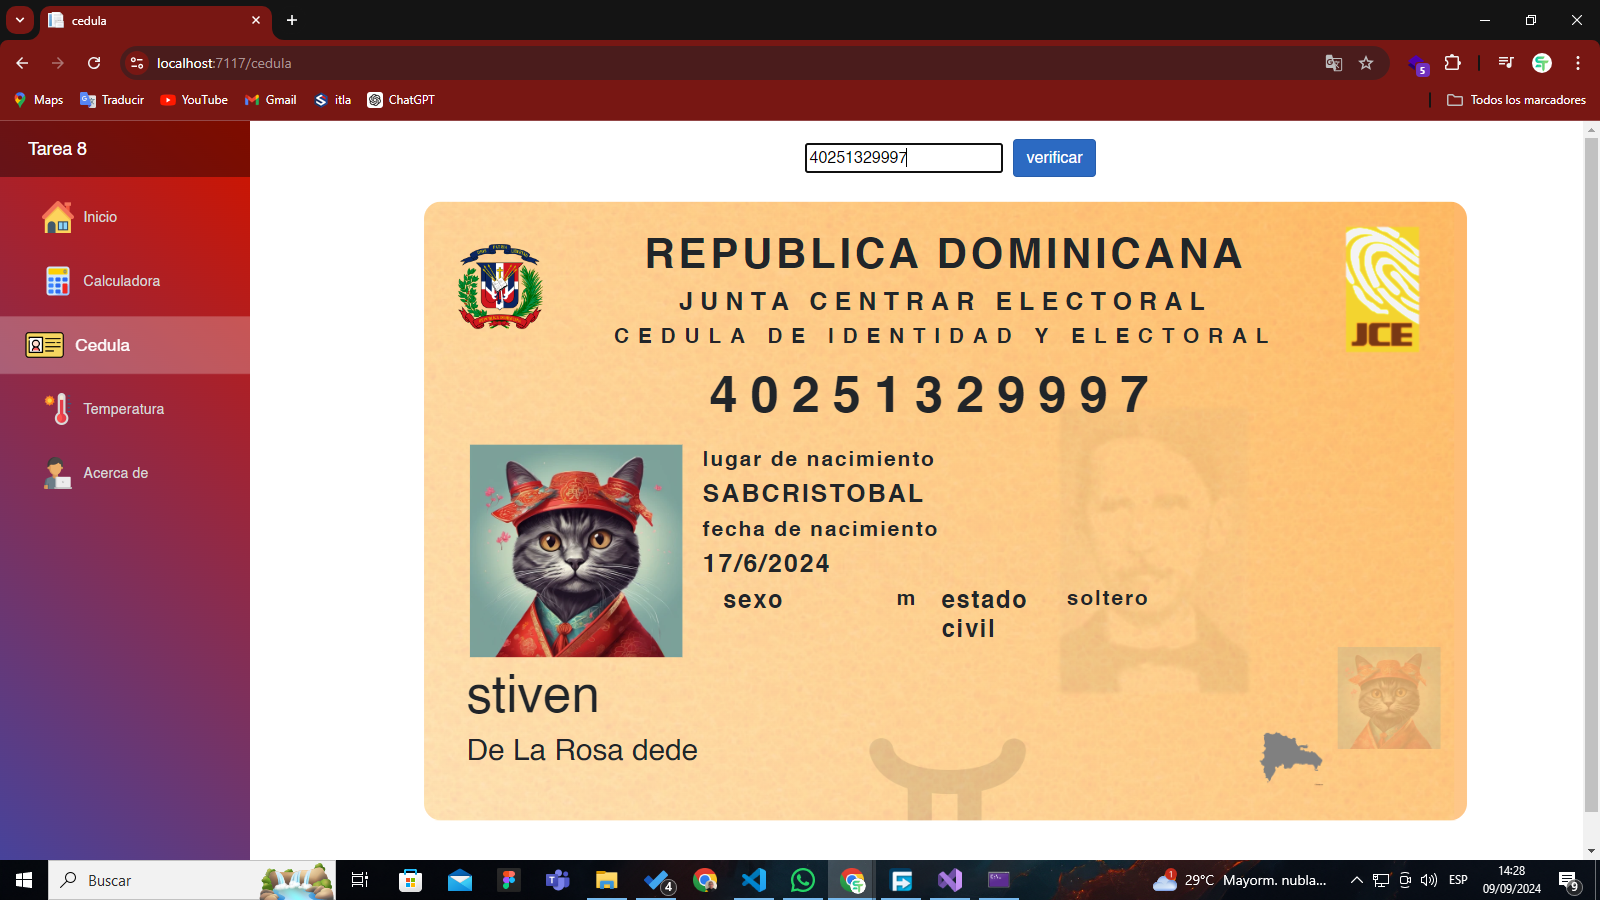 cedula
localhost:7117/cedula
S
Maps
Traducir
YouTube
Gmail
itla
ChatGPT
Todos los marcadores
Tarea 8
Inicio
Calculadora
Cedula
Temperatura
Acerca de
40251329997
verificar
REPUBLICA DOMINICANA
JUNTA CENTRAR ELECTORAL
CEDULA DE IDENTIDAD Y ELECTORAL
JCE
40251329997
lugar de nacimiento
SABCRISTOBAL
fecha de nacimiento
17/6/2024
sexo
m
estado civil
soltero
stiven
De La Rosa dede
Buscar
4
1
29°C Mayorm. nubla...
ESP
14:28
09/09/2024
9